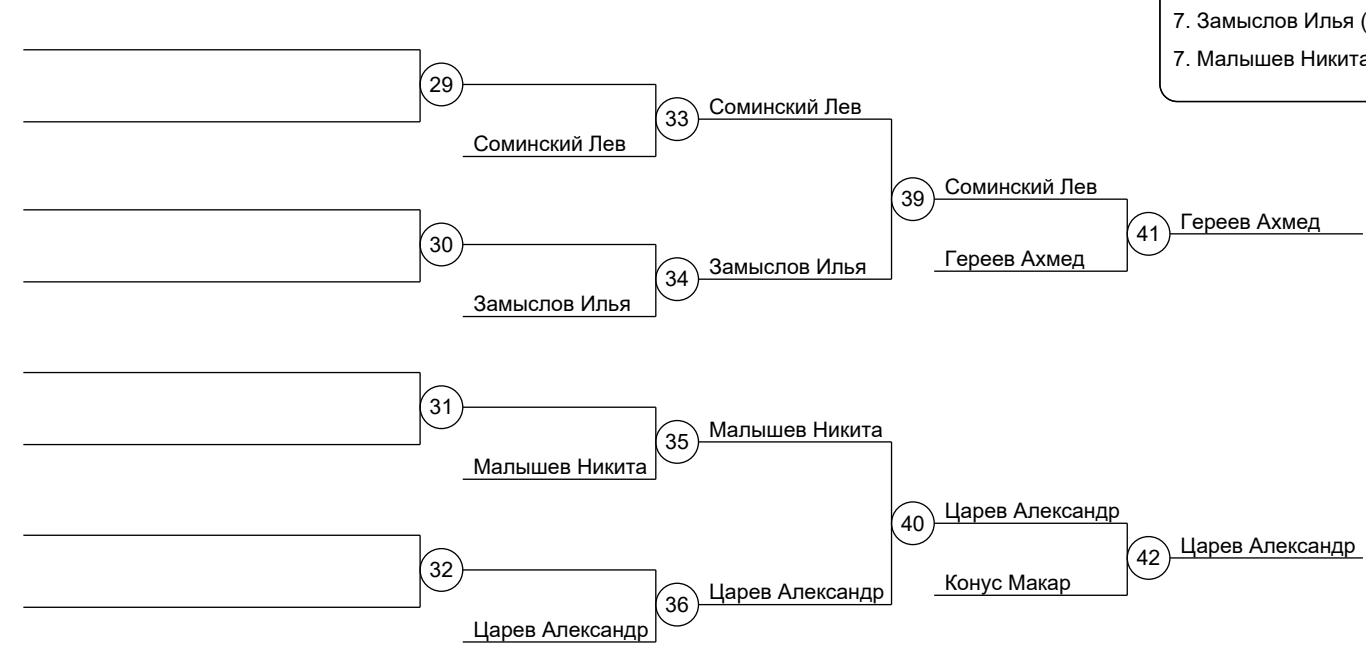 7. Замыслов Илья (
7. Малышев Никита
29
Соминский Лев
33
Соминский Лев
30
Замыслов Илья
34
Замыслов Илья
39
Соминский Лев
Гереев Ахмед
41
Гереев Ахмед
31
Малышев Никита
35
Малышев Никита
32
Царев Александр
36
Царев Александр
40
Царев Александр
Конус Макар
42
Царев Александр